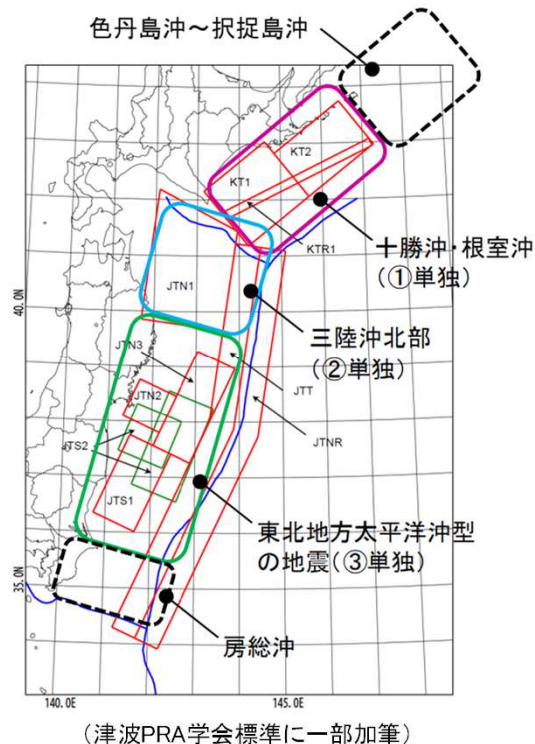 色丹島沖～択捉島沖
KT2
KT1
KTR1
十勝沖・根室沖
(①単独)
JTN1
40.0N
三陸沖北部
(②単独)
JTN3
JTT
JTN2
JTNR
JTS2
JTS1
東北地方太平洋沖型
の地震(③単独)
35.0N
房総沖
140.0E
145.0E
(津波PRA学会標準に一部加筆)